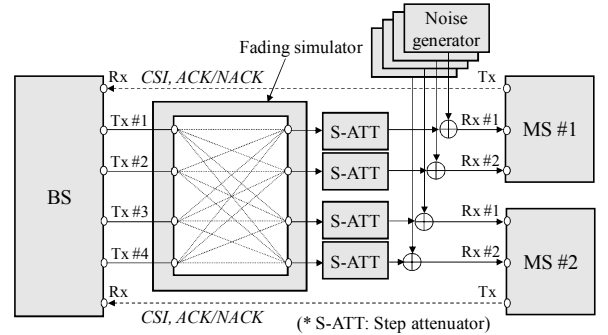 Noise
generator
Fading simulator
Rx
CSI, ACK/NACK
Tx
Tx #1
S-ATT
Rx #1
MS #1
Tx #2
S-ATT
Rx #2
BS
Tx #3
S-ATT
Rx #1
MS #2
Tx #4
S-ATT
Rx #2
Rx
Tx
CSI, ACK/NACK
(* S-ATT: Step attenuator)